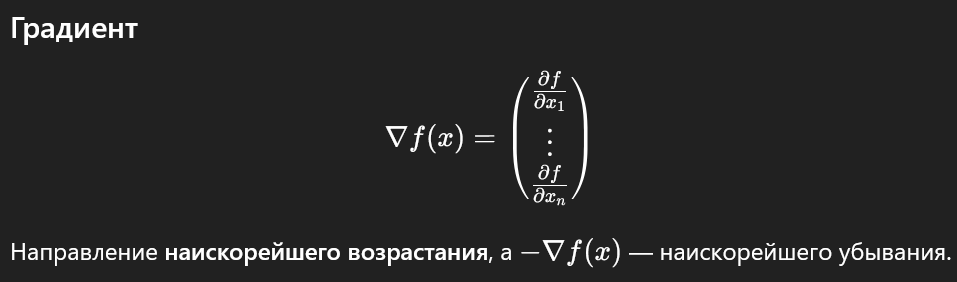 Градиент
∇f(x) = (∂f/∂x₁ ⋮ ∂f/∂xₙ)
Направление наискорейшего возрастания, а −∇f(x) — наискорейшего убывания.